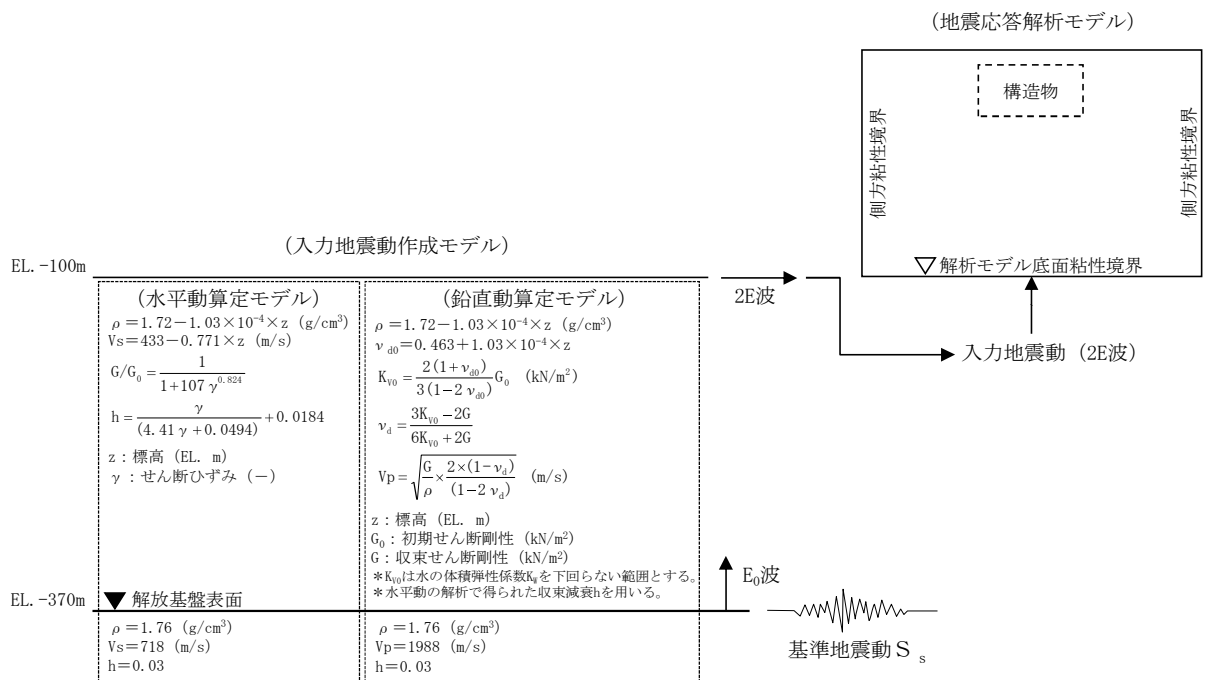 (地震応答解析モデル)
構造物
側方粘性境界
側方粘性境界
▽解析モデル底面粘性境界
(入力地震動作成モデル)
EL.-100m
2E波
入力地震動(2E波)
(水平動算定モデル)
ρ=1.72-1.03×10⁻⁴×z (g/cm³)
Vs=433-0.771×z (m/s)
G/G₀=1/(1+107γ^0.824)
h=γ/(4.41γ+0.0494)+0.0184
z:標高(EL. m)
γ:せん断ひずみ(-)
(鉛直動算定モデル)
ρ=1.72-1.03×10⁻⁴×z (g/cm³)
ν_d0=0.463+1.03×10⁻⁴×z
K_V0=2(1+ν_d0)/3(1-2ν_d0)G₀ (kN/m²)
ν_d=(3K_V0-2G)/(6K_V0+2G)
Vp=√(G/ρ×2×(1-ν_d)/(1-2ν_d)) (m/s)
z:標高(EL. m)
G₀:初期せん断剛性(kN/m²)
G:収束せん断剛性(kN/m²)
*K_V0は水の体積弾性係数K_Wを下回らない範囲とする。
*水平動の解析で得られた収束減衰hを用いる。
E₀波
EL.-370m
▼解放基盤表面
ρ=1.76 (g/cm³)
Vs=718 (m/s)
h=0.03
ρ=1.76 (g/cm³)
Vp=1988 (m/s)
h=0.03
基準地震動Ss